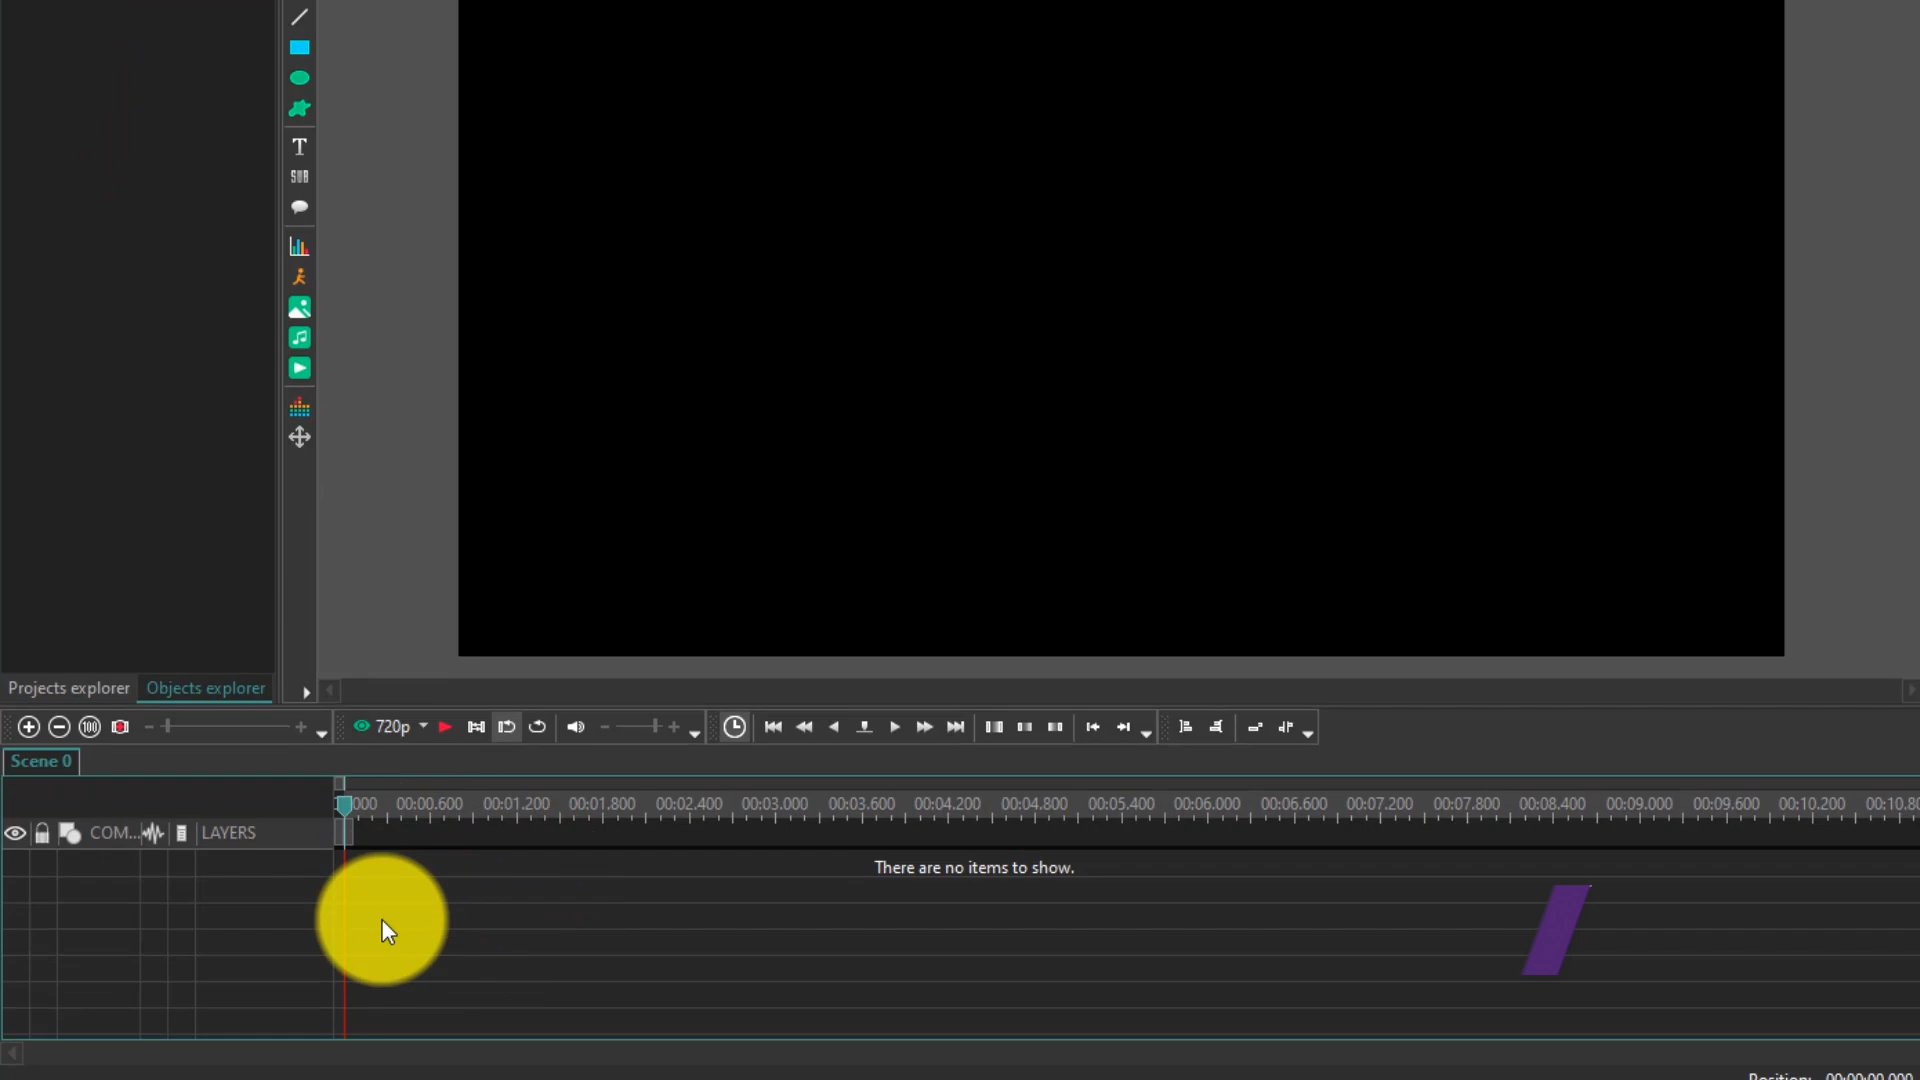 T
SUB
Projects explorer Objects explorer
100 720p
Scene 0
000 00:00.600 00:01.200 00:01.800 00:02.400 00:03.000 00:03.600 00:04.200 00:04.800 00:05.400 00:06.000 00:06.600 00:07.200 00:07.800 00:08.400 00:09.000 00:09.600 00:10.200 00:10.80
COM... LAYERS
There are no items to show.
Position: 00:00:00.000